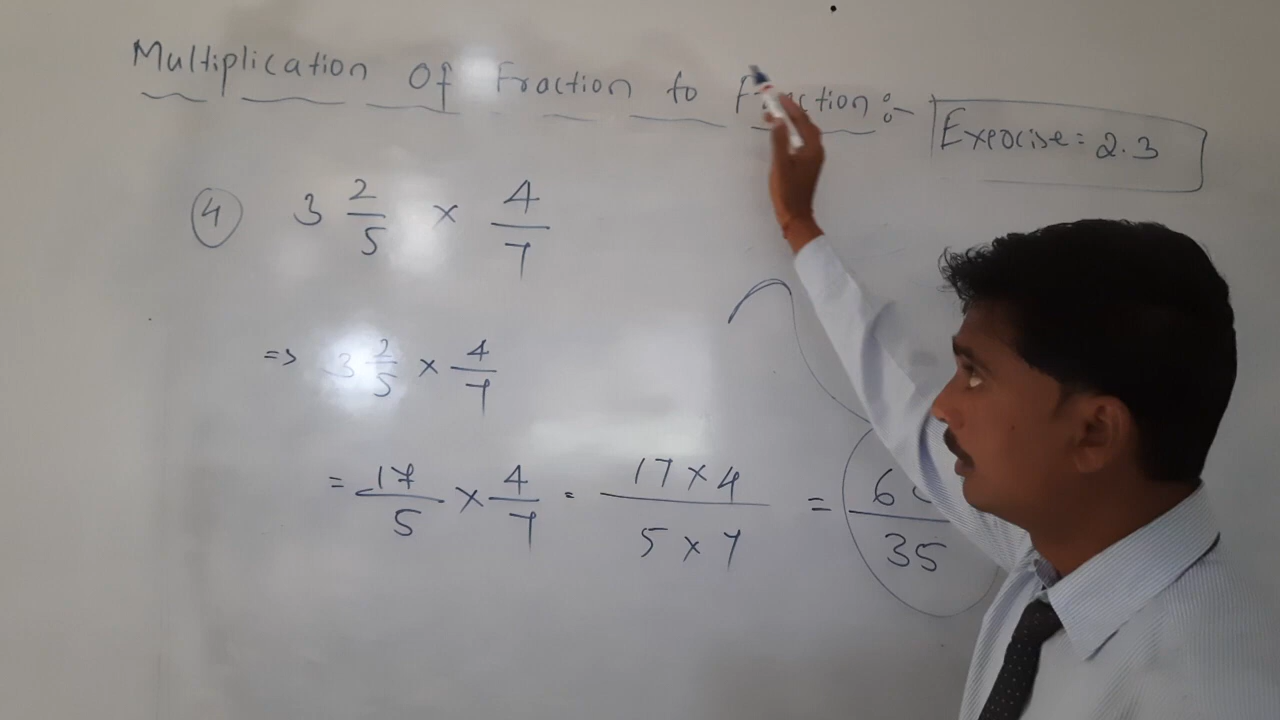 Multiplication Of Fraction to Fraction:-
Exercise = 2.3
4 3 2/5 × 4/7
=> 3 2/5 × 4/7
= 17/5 × 4/7 = 17 × 4 / 5 × 7 = 6 / 35